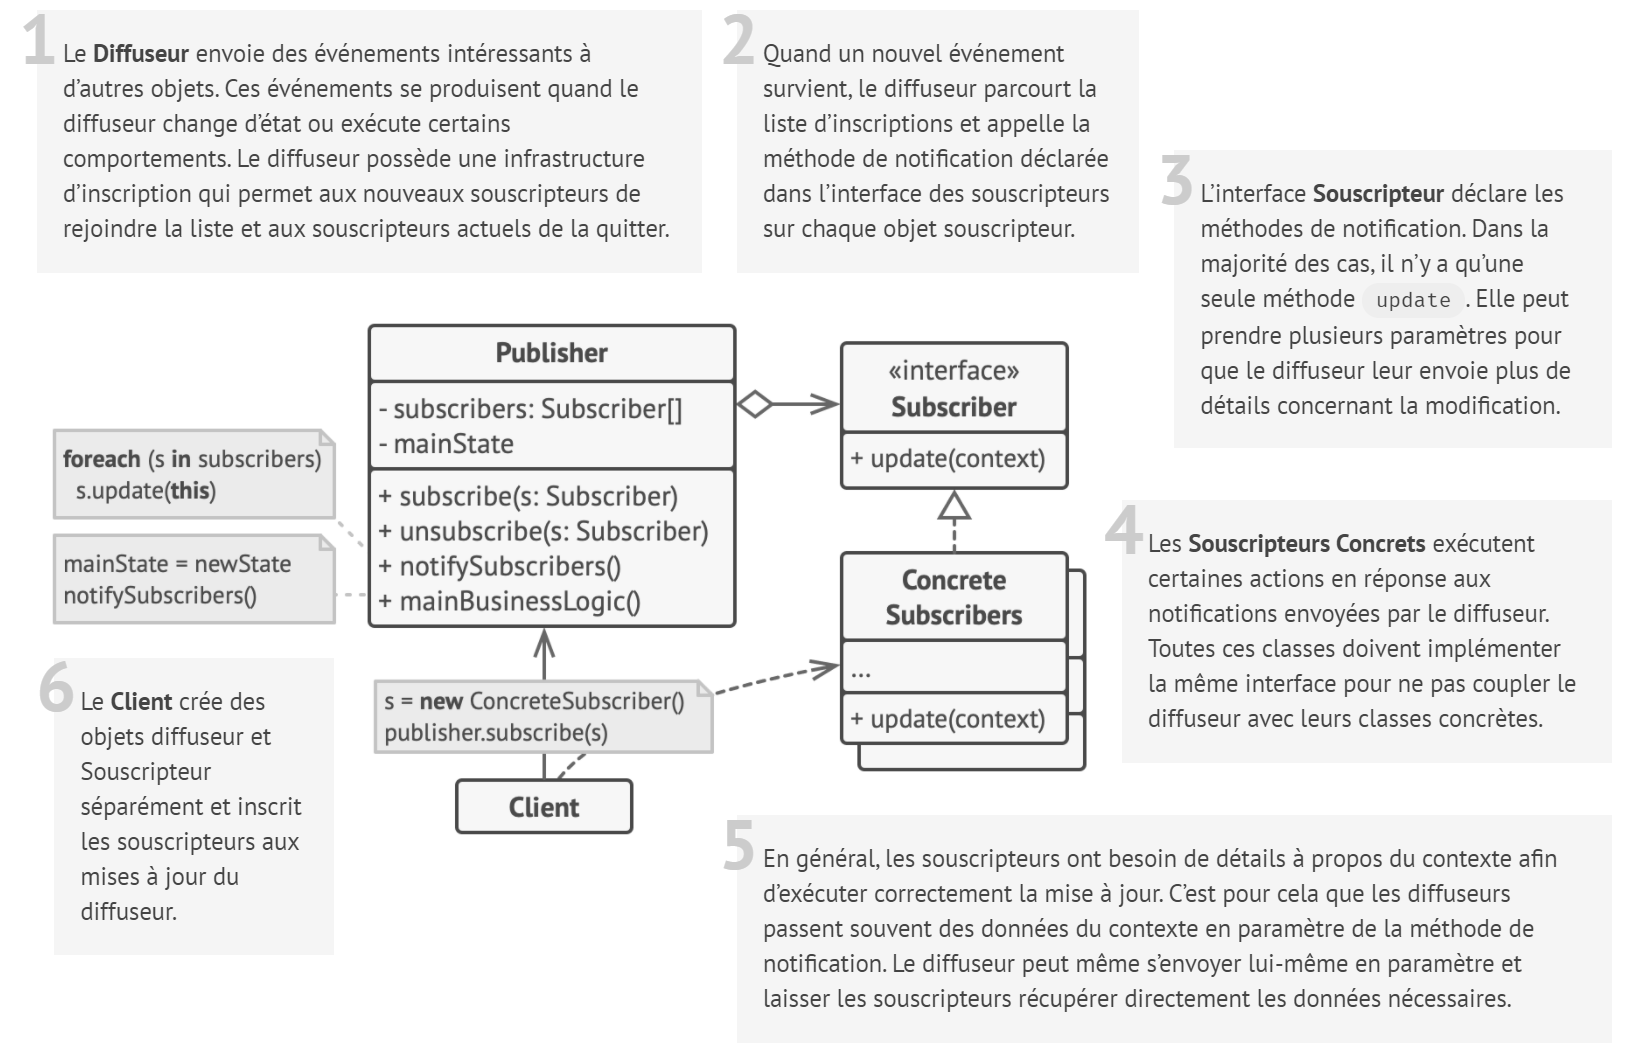 1
Le Diffuseur envoie des événements intéressants à
d’autres objets. Ces événements se produisent quand le
diffuseur change d’état ou exécute certains
comportements. Le diffuseur possède une infrastructure
d’inscription qui permet aux nouveaux souscripteurs de
rejoindre la liste et aux souscripteurs actuels de la quitter.
2
Quand un nouvel événement
survient, le diffuseur parcourt la
liste d’inscriptions et appelle la
méthode de notification déclarée
dans l’interface des souscripteurs
sur chaque objet souscripteur.
3
L’interface Souscripteur déclare les
méthodes de notification. Dans la
majorité des cas, il n’y a qu’une
seule méthode update. Elle peut
prendre plusieurs paramètres pour
que le diffuseur leur envoie plus de
détails concernant la modification.
Publisher
- subscribers: Subscriber[]
- mainState
+ subscribe(s: Subscriber)
+ unsubscribe(s: Subscriber)
+ notifySubscribers()
+ mainBusinessLogic()
«interface»
Subscriber
+ update(context)
foreach (s in subscribers)
s.update(this)
mainState = newState
notifySubscribers()
Concrete
Subscribers
...
+ update(context)
4
Les Souscripteurs Concrets exécutent
certaines actions en réponse aux
notifications envoyées par le diffuseur.
Toutes ces classes doivent implémenter
la même interface pour ne pas coupler le
diffuseur avec leurs classes concrètes.
s = new ConcreteSubscriber()
publisher.subscribe(s)
Client
6
Le Client crée des
objets diffuseur et
Souscripteur
séparément et inscrit
les souscripteurs aux
mises à jour du
diffuseur.
5
En général, les souscripteurs ont besoin de détails à propos du contexte afin
d’exécuter correctement la mise à jour. C’est pour cela que les diffuseurs
passent souvent des données du contexte en paramètre de la méthode de
notification. Le diffuseur peut même s’envoyer lui-même en paramètre et
laisser les souscripteurs récupérer directement les données nécessaires.